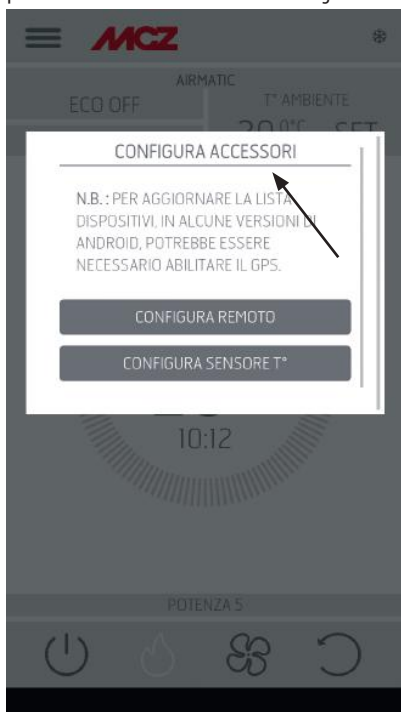 MCZ
AIRMATIC
ECO OFF
T° AMBIENTE
SET
CONFIGURA ACCESSORI
N.B. : PER AGGIORNARE LA LISTA
DISPOSITIVI, IN ALCUNE VERSIONI DI
ANDROID, POTREBBE ESSERE
NECESSARIO ABILITARE IL GPS.
CONFIGURA REMOTO
CONFIGURA SENSORE T°
10:12
POTENZA 5